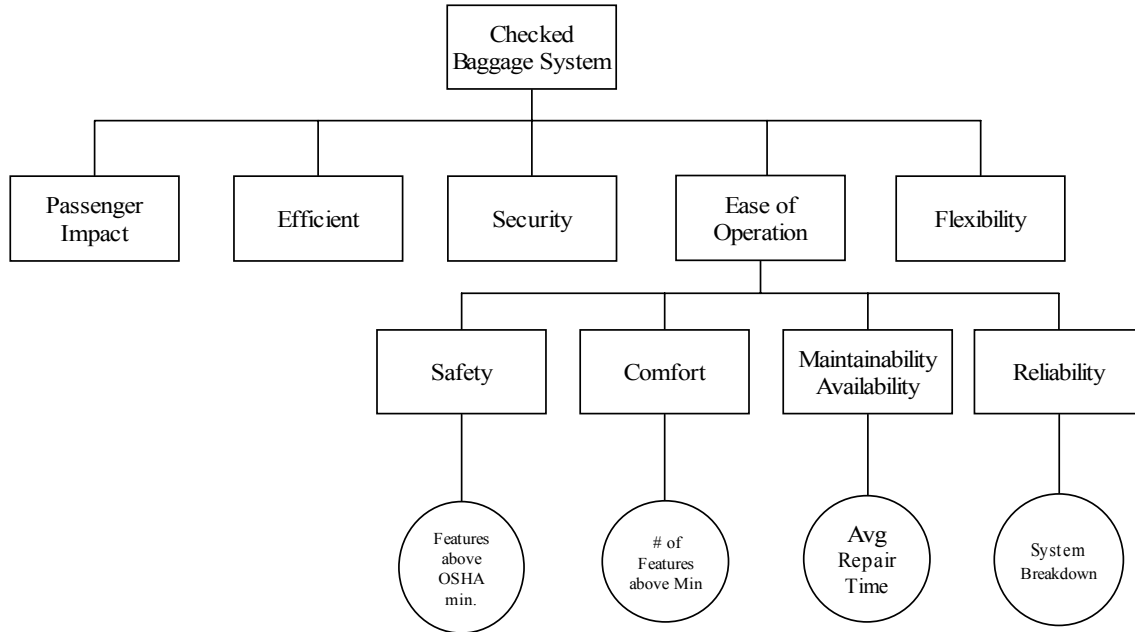 Checked
Baggage System
Passenger
Impact
Efficient
Security
Ease of
Operation
Flexibility
Safety
Comfort
Maintainability
Availability
Reliability
Features
above
OSHA
min.
# of
Features
above Min
Avg
Repair
Time
System
Breakdown